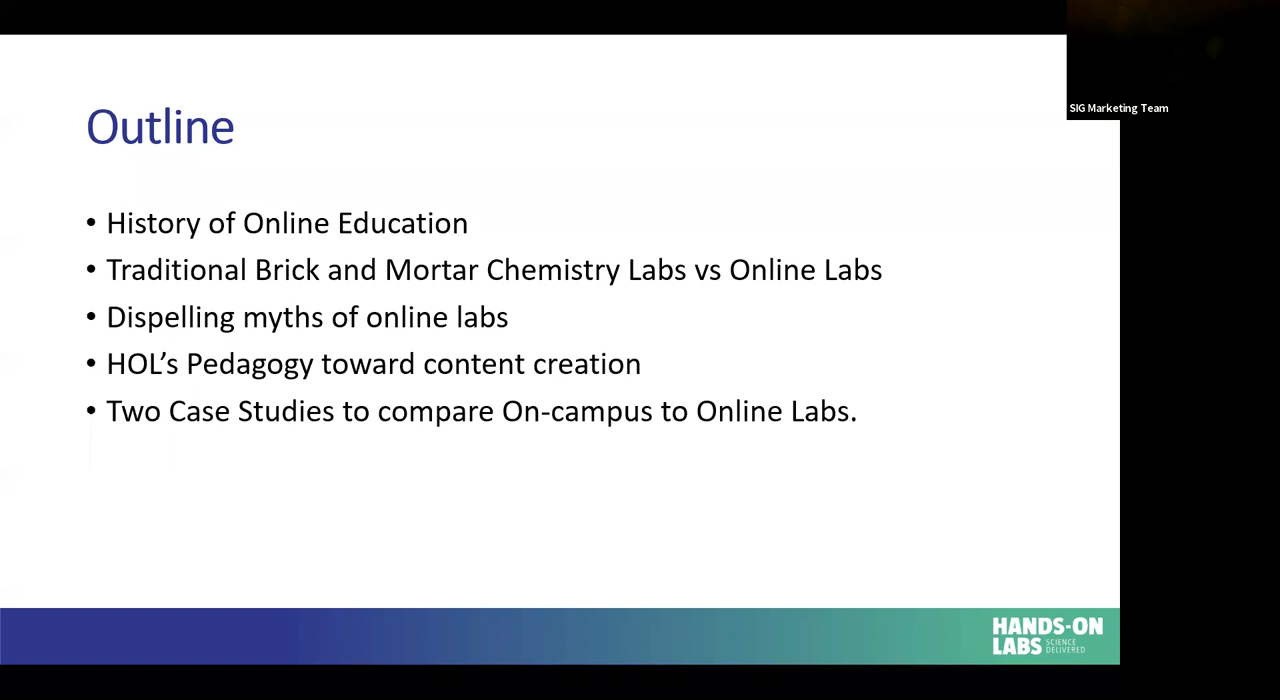 SIG Marketing Team
Outline
• History of Online Education
• Traditional Brick and Mortar Chemistry Labs vs Online Labs
• Dispelling myths of online labs
• HOL’s Pedagogy toward content creation
• Two Case Studies to compare On-campus to Online Labs.
HANDS-ON
LABS SCIENCE
DELIVERED